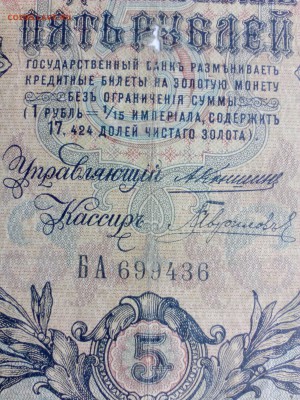 ПЯТЬ РУБЛЕЙ
ГОСУДАРСТВЕННЫЙ БАНКЪ РАЗМѢНИВАЕТЪ
КРЕДИТНЫЕ БИЛЕТЫ НА ЗОЛОТУЮ МОНЕТУ
БЕЗЪ ОГРАНИЧЕНІЯ СУММЫ
(1 РУБЛЬ = 1/15 ИМПЕРІАЛА, СОДЕРЖИТЪ
17,424 ДОЛЕЙ ЧИСТАГО ЗОЛОТА).
Управляющій
Кассиръ
БА 699436
5